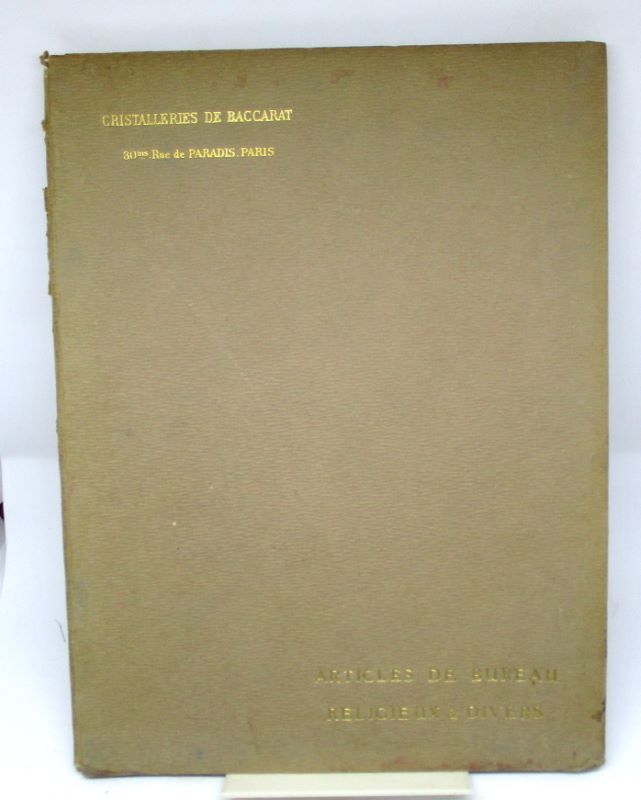 CRISTALLERIES DE BACCARAT
30BIS. Rue de PARADIS. PARIS
ARTICLES DE BUREAU
RELIGIEUX & DIVERS